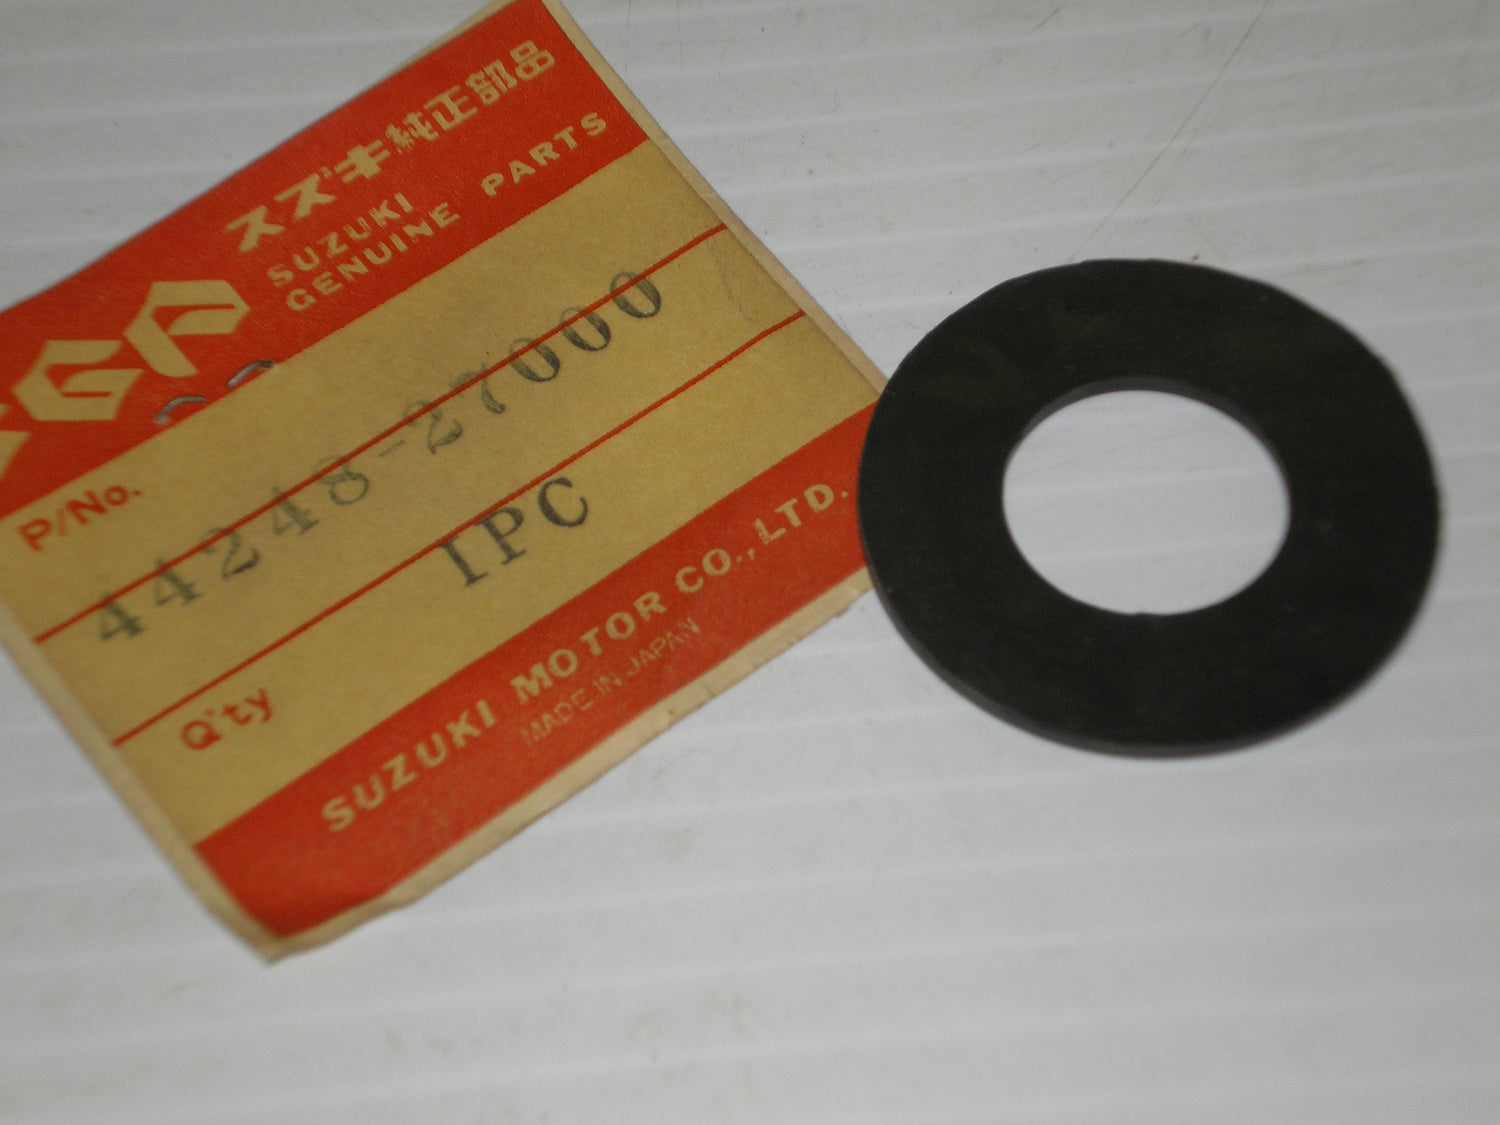 SGP
スズキ純正部品
SUZUKI
GENUINE PARTS
P/No.
44248-27000
Q'ty
1PC
SUZUKI MOTOR CO., LTD.
MADE IN JAPAN